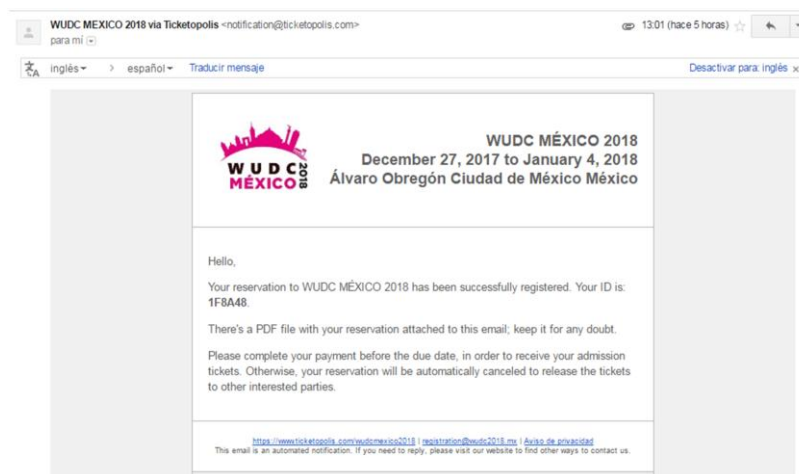 WUDC MEXICO 2018 via Ticketopolis <notification@ticketopolis.com>
13:01 (hace 5 horas)
para mí
inglés > español Traducir mensaje
Desactivar para: inglés x
WUDC 2018
MÉXICO
WUDC MÉXICO 2018
December 27, 2017 to January 4, 2018
Álvaro Obregón Ciudad de México México
Hello,
Your reservation to WUDC MÉXICO 2018 has been successfully registered. Your ID is:
1F8A48.
There's a PDF file with your reservation attached to this email; keep it for any doubt.
Please complete your payment before the due date, in order to receive your admission
tickets. Otherwise, your reservation will be automatically canceled to release the tickets
to other interested parties.
https://www.ticketopolis.com/wudcmexico2018 | registration@wudc2018.mx | Aviso de privacidad
This email is an automated notification. If you need to reply, please visit our website to find other ways to contact us.